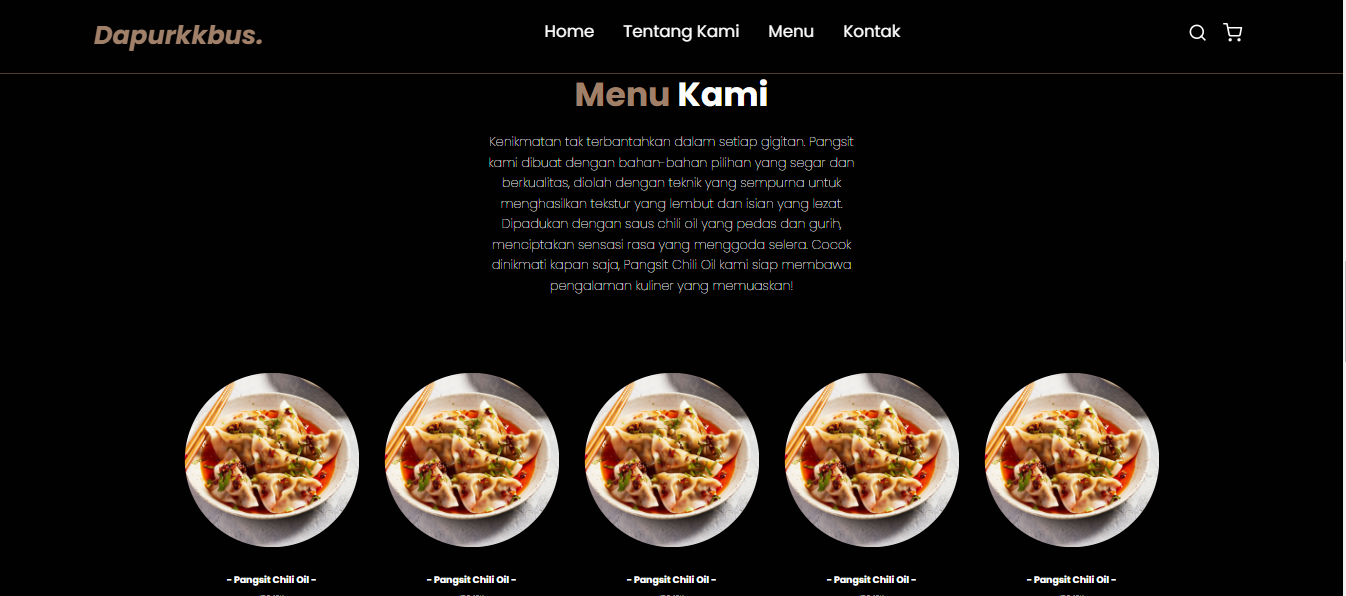 Dapurkkbus.
Home Tentang Kami Menu Kontak
Menu Kami
Kenikmatan tak terbantahkan dalam setiap gigitan. Pangsit
kami dibuat dengan bahan-bahan pilihan yang segar dan
berkualitas, diolah dengan teknik yang sempurna untuk
menghasilkan tekstur yang lembut dan isian yang lezat.
Dipadukan dengan saus chili oil yang pedas dan gurih,
menciptakan sensasi rasa yang menggoda selera. Cocok
dinikmati kapan saja, Pangsit Chili Oil kami siap membawa
pengalaman kuliner yang memuaskan!
- Pangsit Chili Oil - - Pangsit Chili Oil - - Pangsit Chili Oil - - Pangsit Chili Oil - - Pangsit Chili Oil -